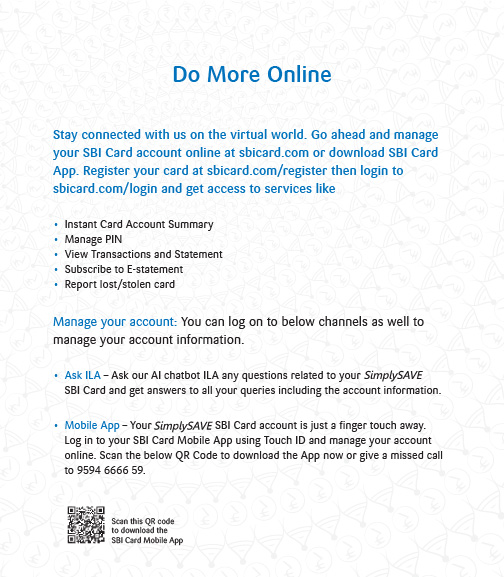 Do More Online
Stay connected with us on the virtual world. Go ahead and manage
your SBI Card account online at sbicard.com or download SBI Card
App. Register your card at sbicard.com/register then login to
sbicard.com/login and get access to services like
• Instant Card Account Summary
• Manage PIN
• View Transactions and Statement
• Subscribe to E-statement
• Report lost/stolen card
Manage your account: You can log on to below channels as well to
manage your account information.
• Ask ILA – Ask our AI chatbot ILA any questions related to your SimplySAVE
SBI Card and get answers to all your queries including the account information.
• Mobile App – Your SimplySAVE SBI Card account is just a finger touch away.
Log in to your SBI Card Mobile App using Touch ID and manage your account
online. Scan the below QR Code to download the App now or give a missed call
to 9594 6666 59.
Scan this QR code
to download the
SBI Card Mobile App